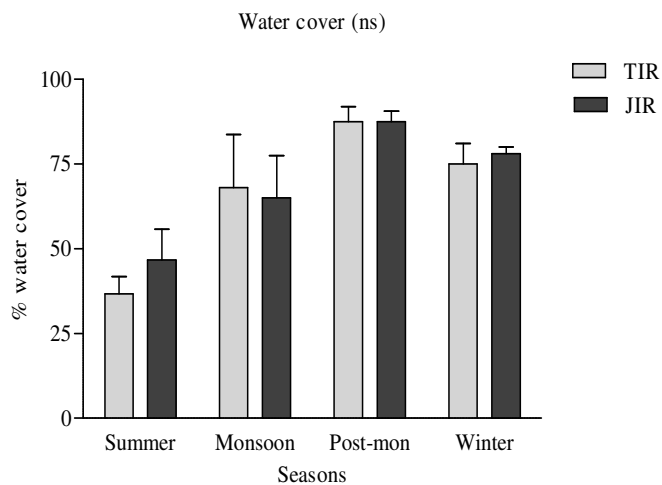 Water cover (ns)
TIR
JIR
% water cover
100
75
50
25
0
Summer Monsoon Post-mon Winter
Seasons